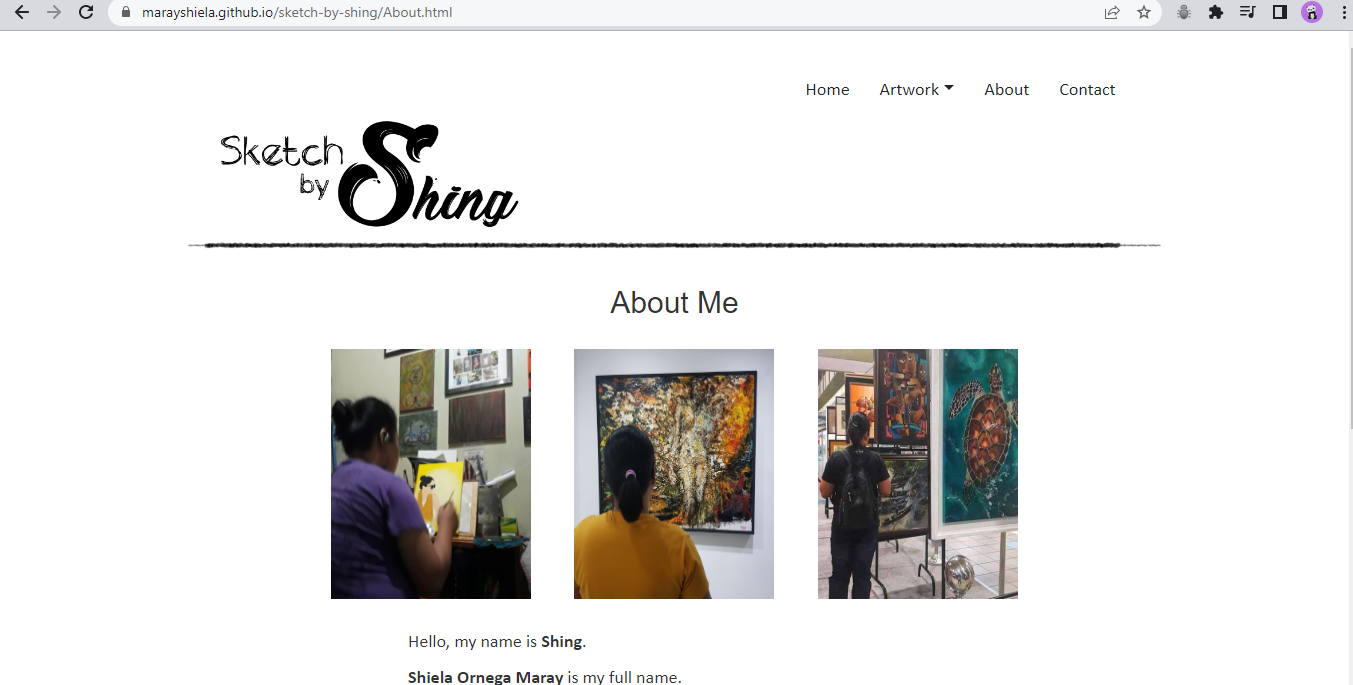 marayshiela.github.io/sketch-by-shing/About.html
Home Artwork About Contact
Sketch
by Shing
About Me
Hello, my name is Shing.
Shiela Ornega Maray is my full name.